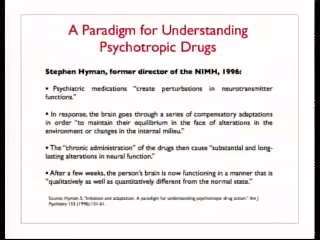 A Paradigm for Understanding
Psychotropic Drugs
Stephen Hyman, former director of the NIMH, 1996:
• Psychiatric medications “create perturbations in neurotransmitter
functions.”
• In response, the brain goes through a series of compensatory adaptations
in order “to maintain their equilibrium in the face of alterations in the
environment or changes in the internal milieu.”
• The “chronic administration” of the drugs then cause “substantial and long-
lasting alterations in neural function.”
• After a few weeks, the person’s brain is now functioning in a manner that is
“qualitatively as well as quantitatively different from the normal state.”
Source: Hyman, S. “Initiation and adaptation: A paradigm for understanding psychotropic drug action.” Am J
Psychiatry 153 (1996):151-61.